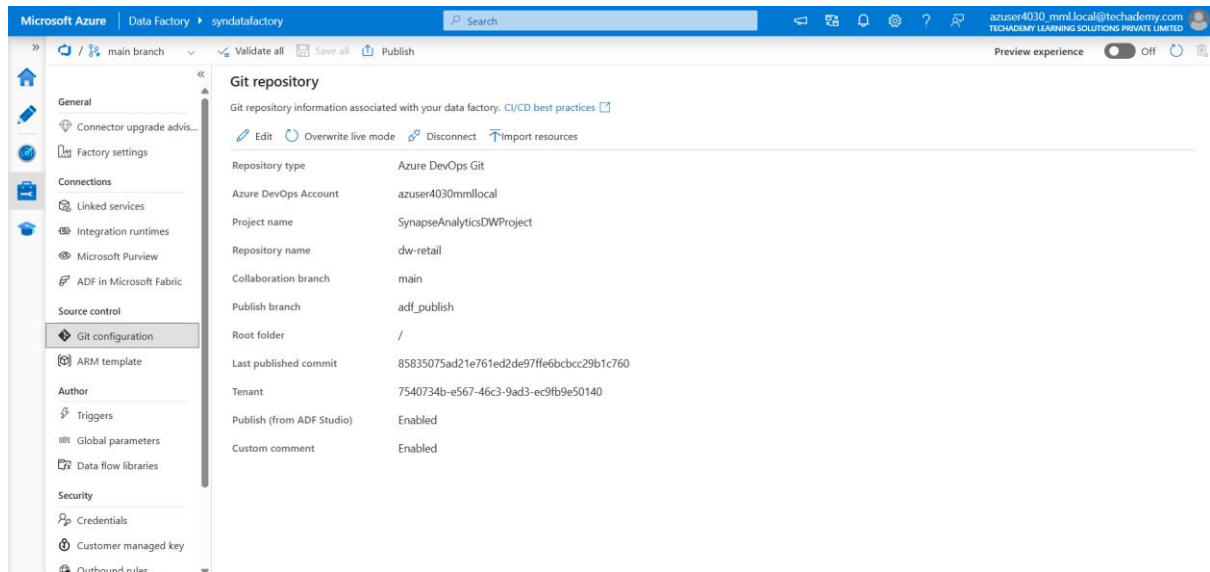 Microsoft Azure | Data Factory ▸ syndatafactory
Search
azuser4030_mml.local@techademy.com
TECHADEMY LEARNING SOLUTIONS PRIVATE LIMITED
» / main branch
Validate all Save all Publish
Preview experience Off
«
General
Connector upgrade advis...
Factory settings
Connections
Linked services
Integration runtimes
Microsoft Purview
ADF in Microsoft Fabric
Source control
Git configuration
ARM template
Author
Triggers
Global parameters
Data flow libraries
Security
Credentials
Customer managed key
Outbound rules
Git repository
Git repository information associated with your data factory. CI/CD best practices
Edit Overwrite live mode Disconnect Import resources
Repository type Azure DevOps Git
Azure DevOps Account azuser4030mmllocal
Project name SynapseAnalyticsDWProject
Repository name dw-retail
Collaboration branch main
Publish branch adf_publish
Root folder /
Last published commit 85835075ad21e761ed2de97ffe6bcbcc29b1c760
Tenant 7540734b-e567-46c3-9ad3-ec9fb9e50140
Publish (from ADF Studio) Enabled
Custom comment Enabled